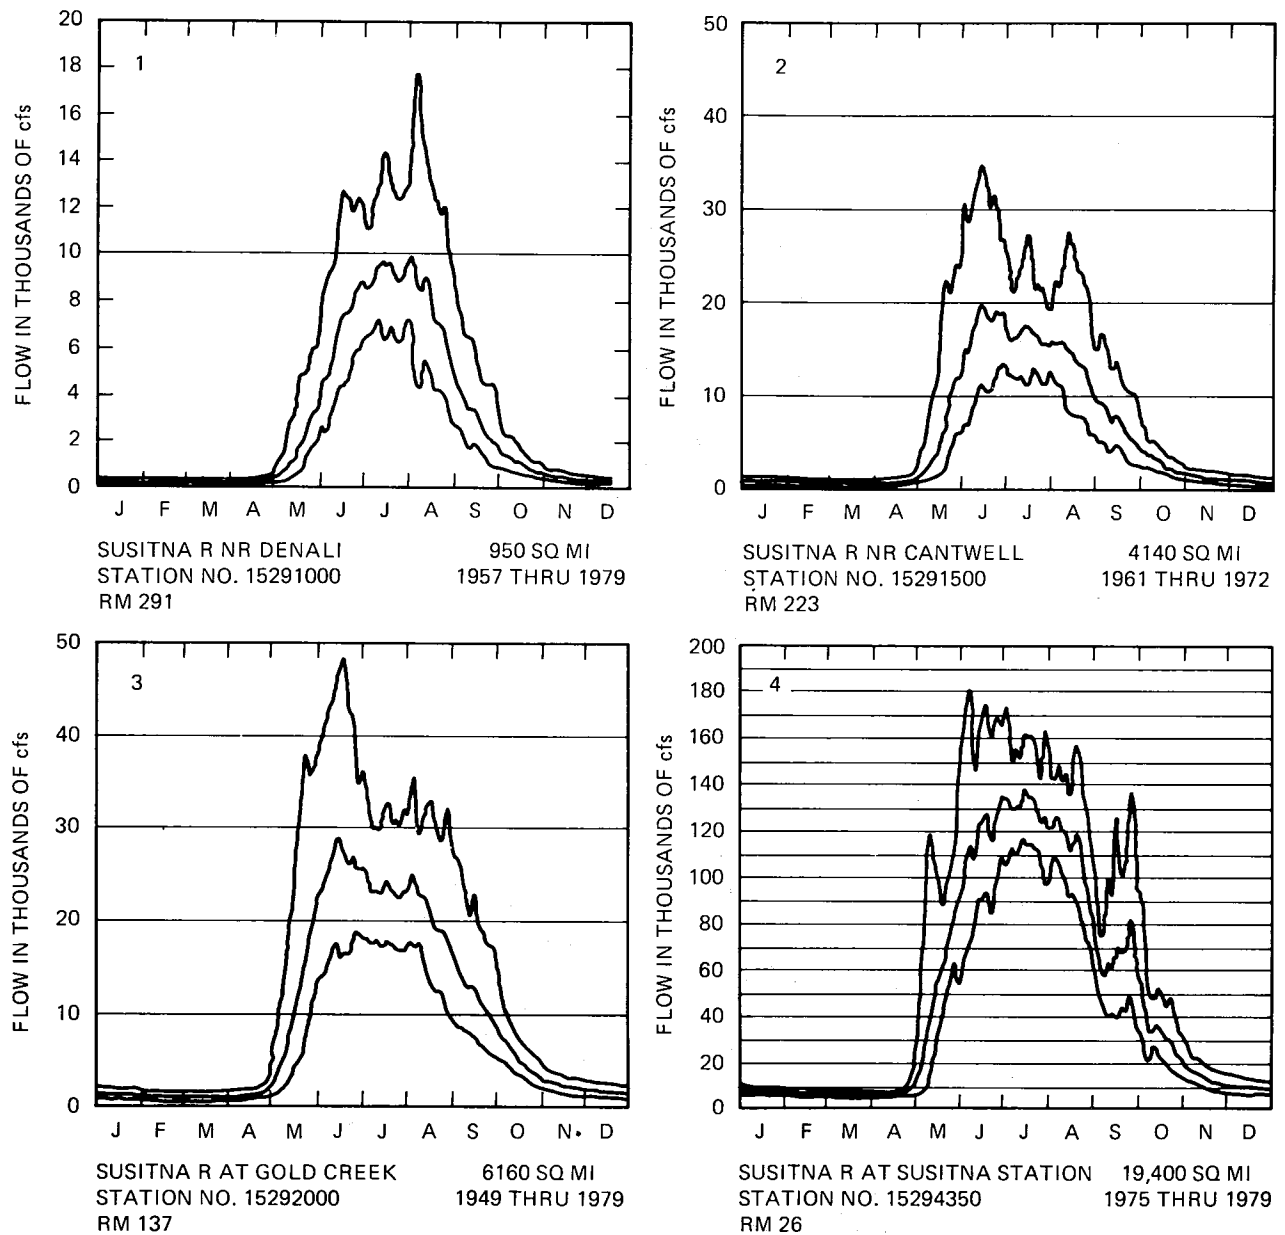 1
FLOW IN THOUSANDS OF cfs
20
18
16
14
12
10
8
6
4
2
0
J F M A M J J A S O N D
SUSITNA R NR DENALI 950 SQ MI
STATION NO. 15291000 1957 THRU 1979
RM 291
2
FLOW IN THOUSANDS OF cfs
50
40
30
20
10
0
J F M A M J J A S O N D
SUSITNA R NR CANTWELL 4140 SQ MI
STATION NO. 15291500 1961 THRU 1972
RM 223
3
FLOW IN THOUSANDS OF cfs
50
40
30
20
10
0
J F M A M J J A S O N. D
SUSITNA R AT GOLD CREEK 6160 SQ MI
STATION NO. 15292000 1949 THRU 1979
RM 137
4
FLOW IN THOUSANDS OF cfs
200
180
160
140
120
100
80
60
40
20
0
J F M A M J J A S O N D
SUSITNA R AT SUSITNA STATION 19,400 SQ MI
STATION NO. 15294350 1975 THRU 1979
RM 26